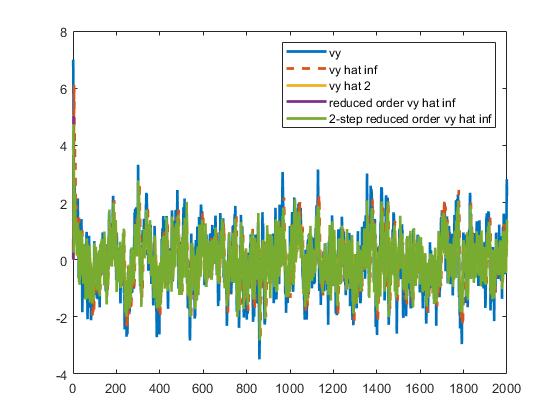 8
6
4
2
0
-2
-4
vy
vy hat inf
vy hat 2
reduced order vy hat inf
2-step reduced order vy hat inf
0 200 400 600 800 1000 1200 1400 1600 1800 2000